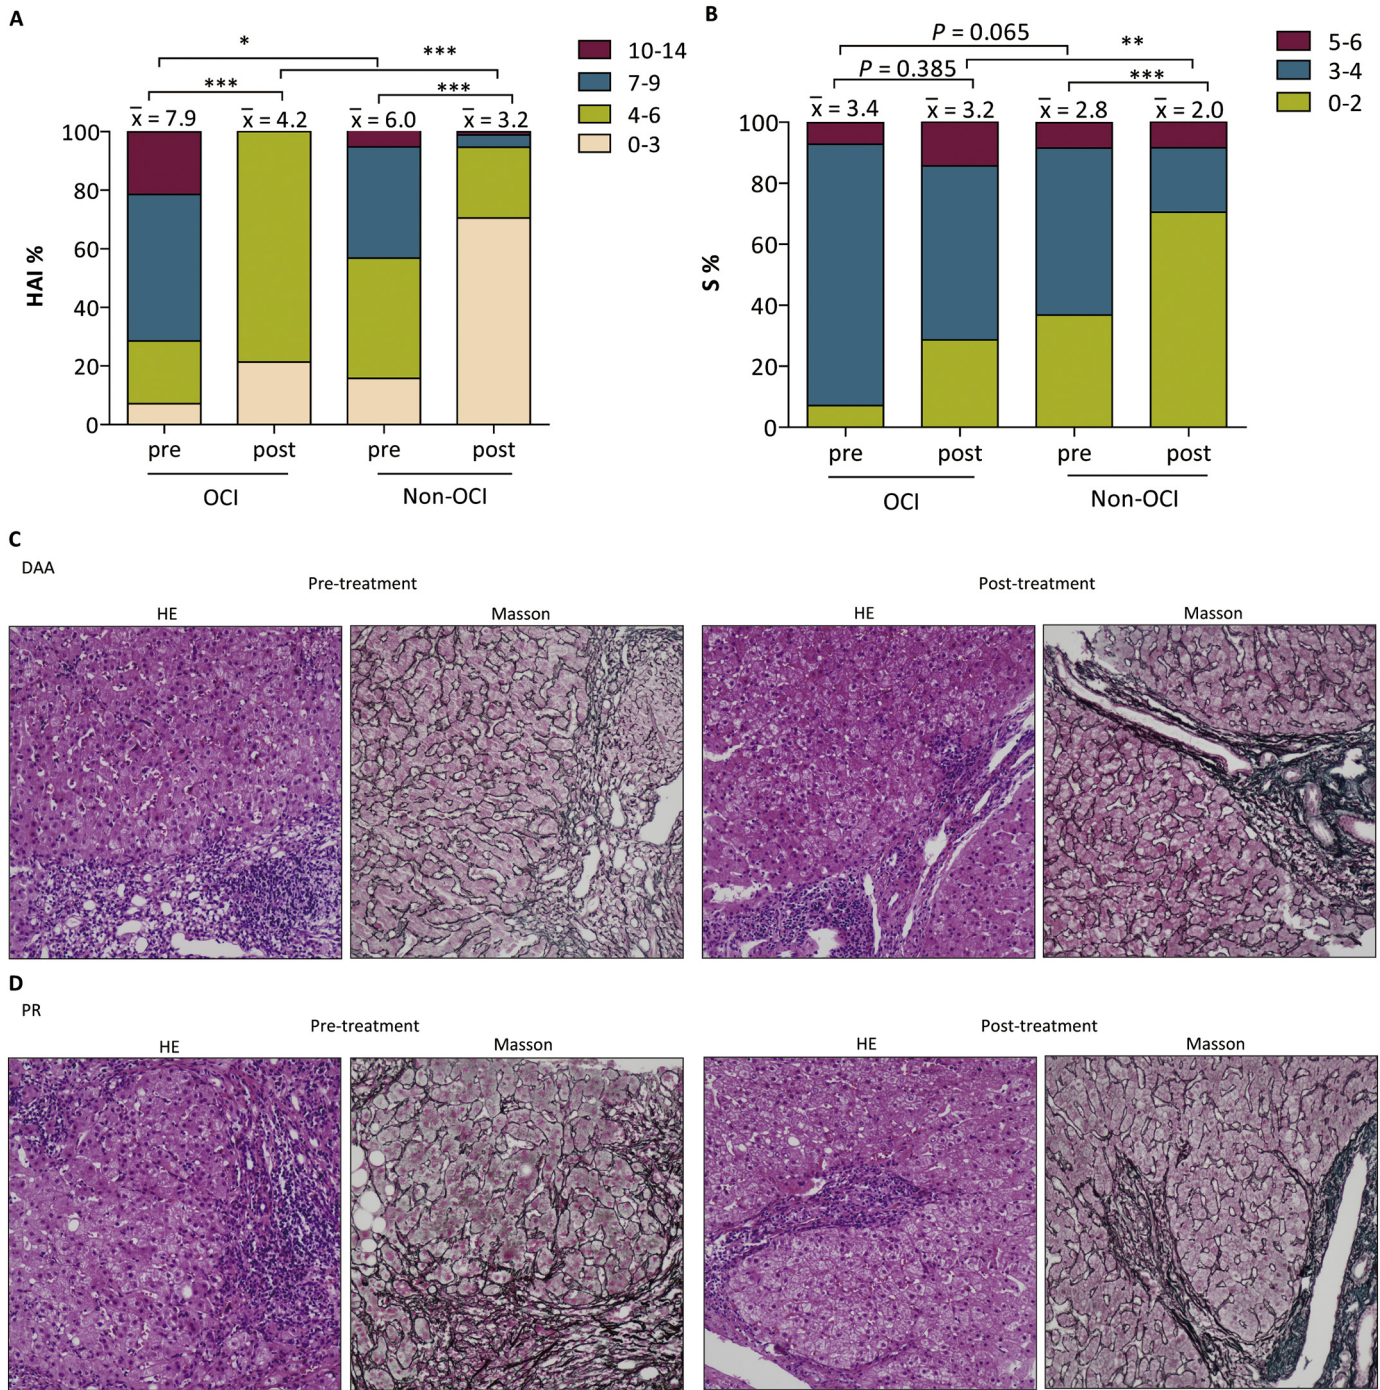 A
* ***
*** ***
x̄ = 7.9 x̄ = 4.2 x̄ = 6.0 x̄ = 3.2
10-14
7-9
4-6
0-3
HAI %
100
80
60
40
20
0
pre post pre post
OCI Non-OCI
B
P = 0.065 **
P = 0.385 ***
x̄ = 3.4 x̄ = 3.2 x̄ = 2.8 x̄ = 2.0
5-6
3-4
0-2
S %
100
80
60
40
20
0
pre post pre post
OCI Non-OCI
C
DAA
Pre-treatment Post-treatment
HE Masson HE Masson
D
PR
Pre-treatment Post-treatment
HE Masson HE Masson